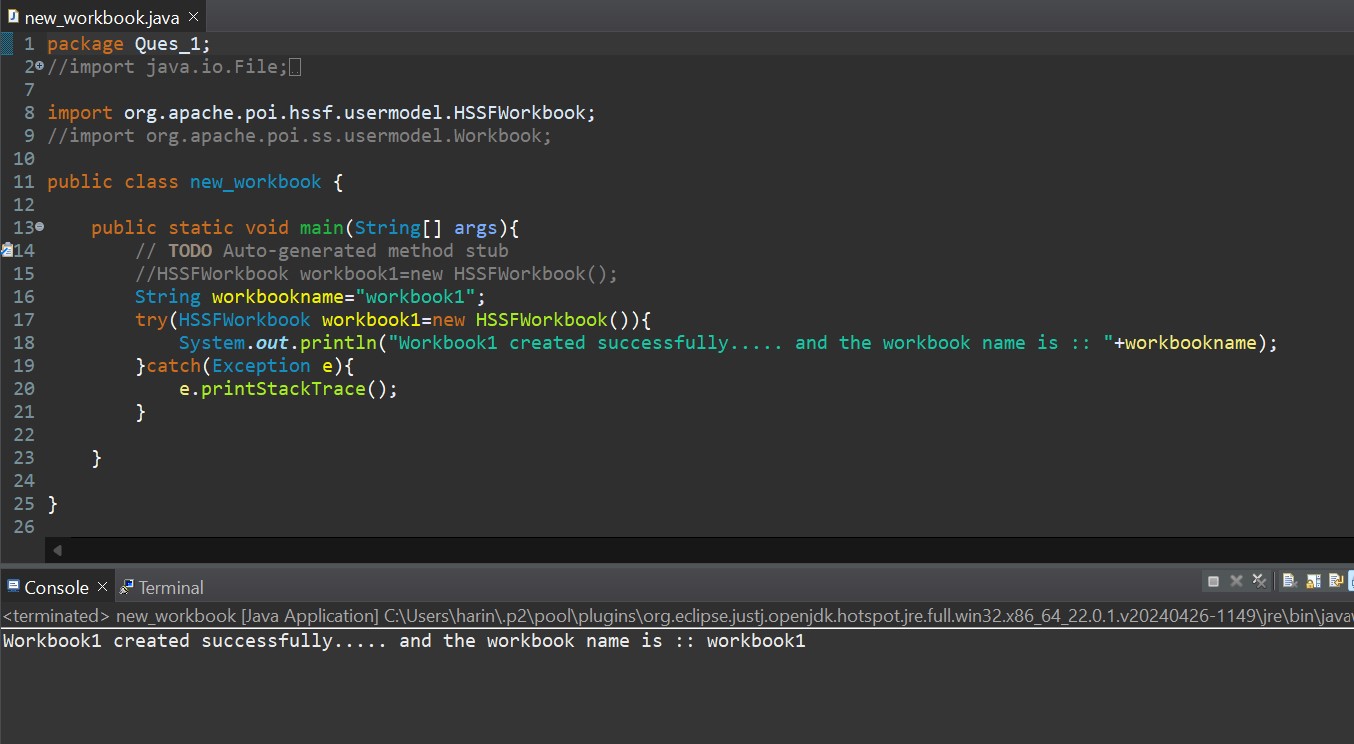 new_workbook.java
1 package Ques_1;
2 //import java.io.File;
7
8 import org.apache.poi.hssf.usermodel.HSSFWorkbook;
9 //import org.apache.poi.ss.usermodel.Workbook;
10
11 public class new_workbook {
12
13     public static void main(String[] args){
14         // TODO Auto-generated method stub
15         //HSSFWorkbook workbook1=new HSSFWorkbook();
16         String workbookname="workbook1";
17         try(HSSFWorkbook workbook1=new HSSFWorkbook()){
18             System.out.println("Workbook1 created successfully..... and the workbook name is :: "+workbookname);
19         }catch(Exception e){
20             e.printStackTrace();
21         }
22
23     }
24
25 }
26
Console Terminal
<terminated> new_workbook [Java Application] C:\Users\harin\.p2\pool\plugins\org.eclipse.justj.openjdk.hotspot.jre.full.win32.x86_64_22.0.1.v20240426-1149\jre\bin\java
Workbook1 created successfully..... and the workbook name is :: workbook1